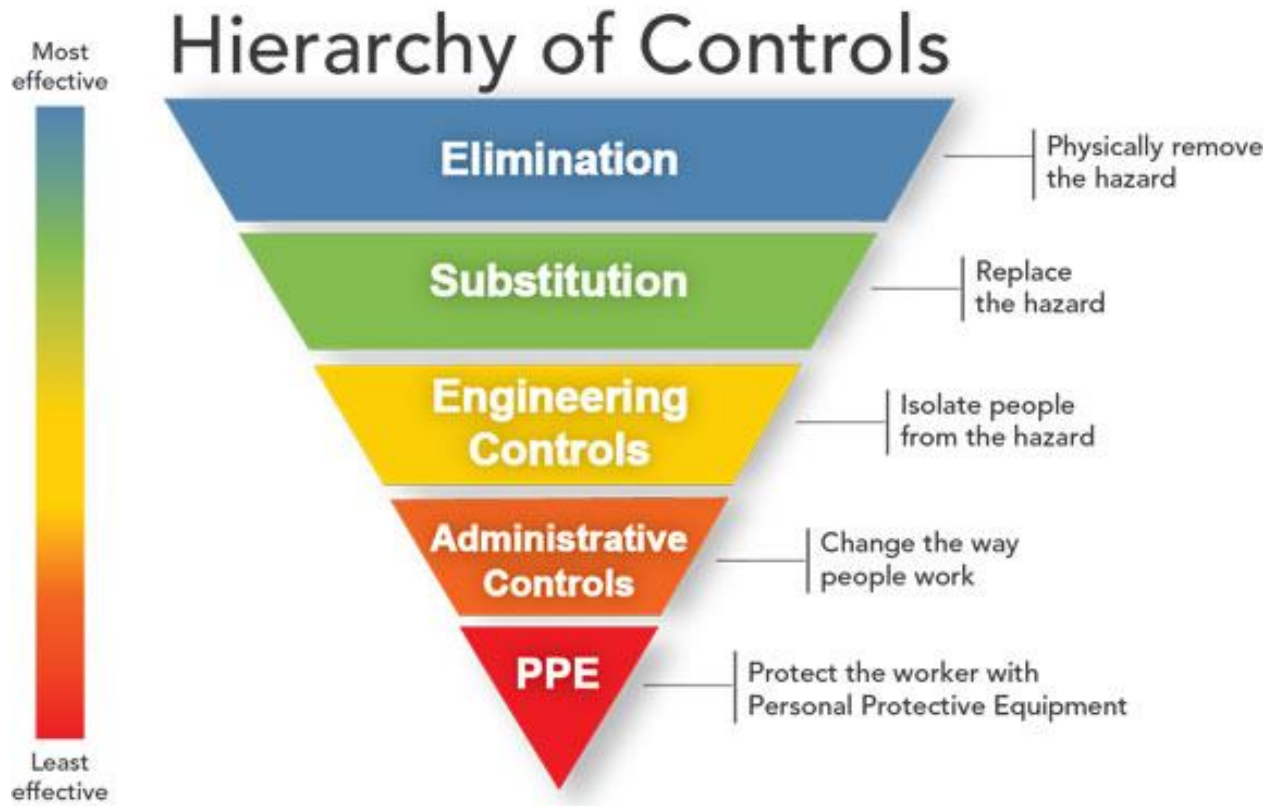 Hierarchy of Controls
Most
effective
Elimination
Physically remove
the hazard
Substitution
Replace
the hazard
Engineering
Controls
Isolate people
from the hazard
Administrative
Controls
Change the way
people work
PPE
Protect the worker with
Personal Protective Equipment
Least
effective